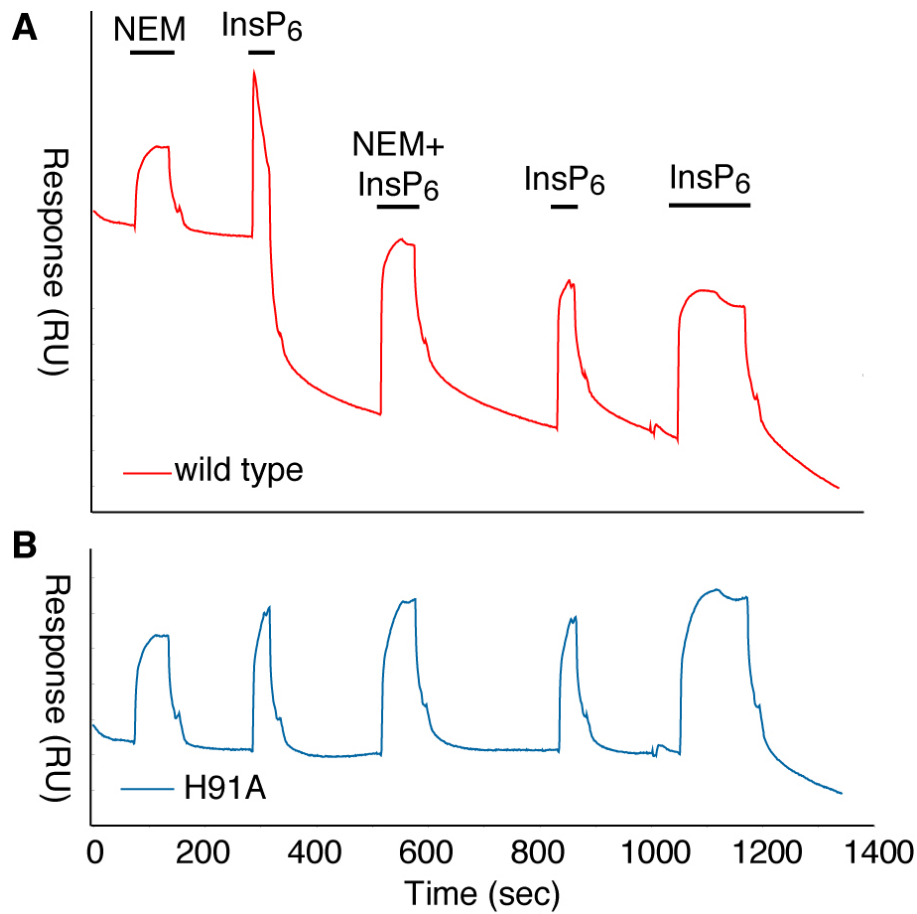 A
NEM
InsP6
NEM+
InsP6
InsP6
InsP6
Response (RU)
wild type
B
Response (RU)
H91A
0 200 400 600 800 1000 1200 1400
Time (sec)